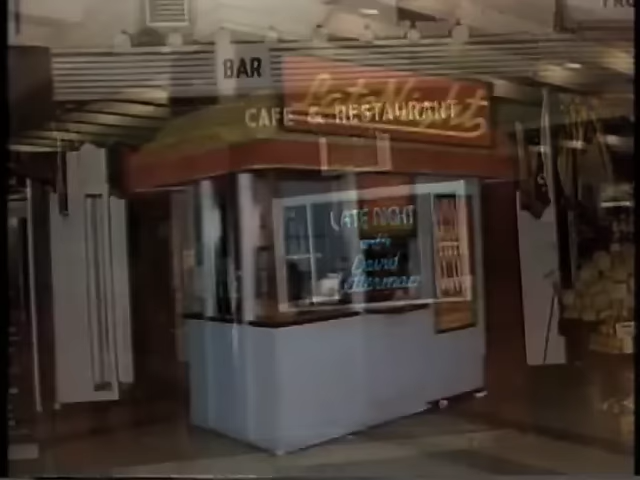 BAR
Late Night
CAFE & RESTAURANT
LATE NIGHT
with
David
Letterman